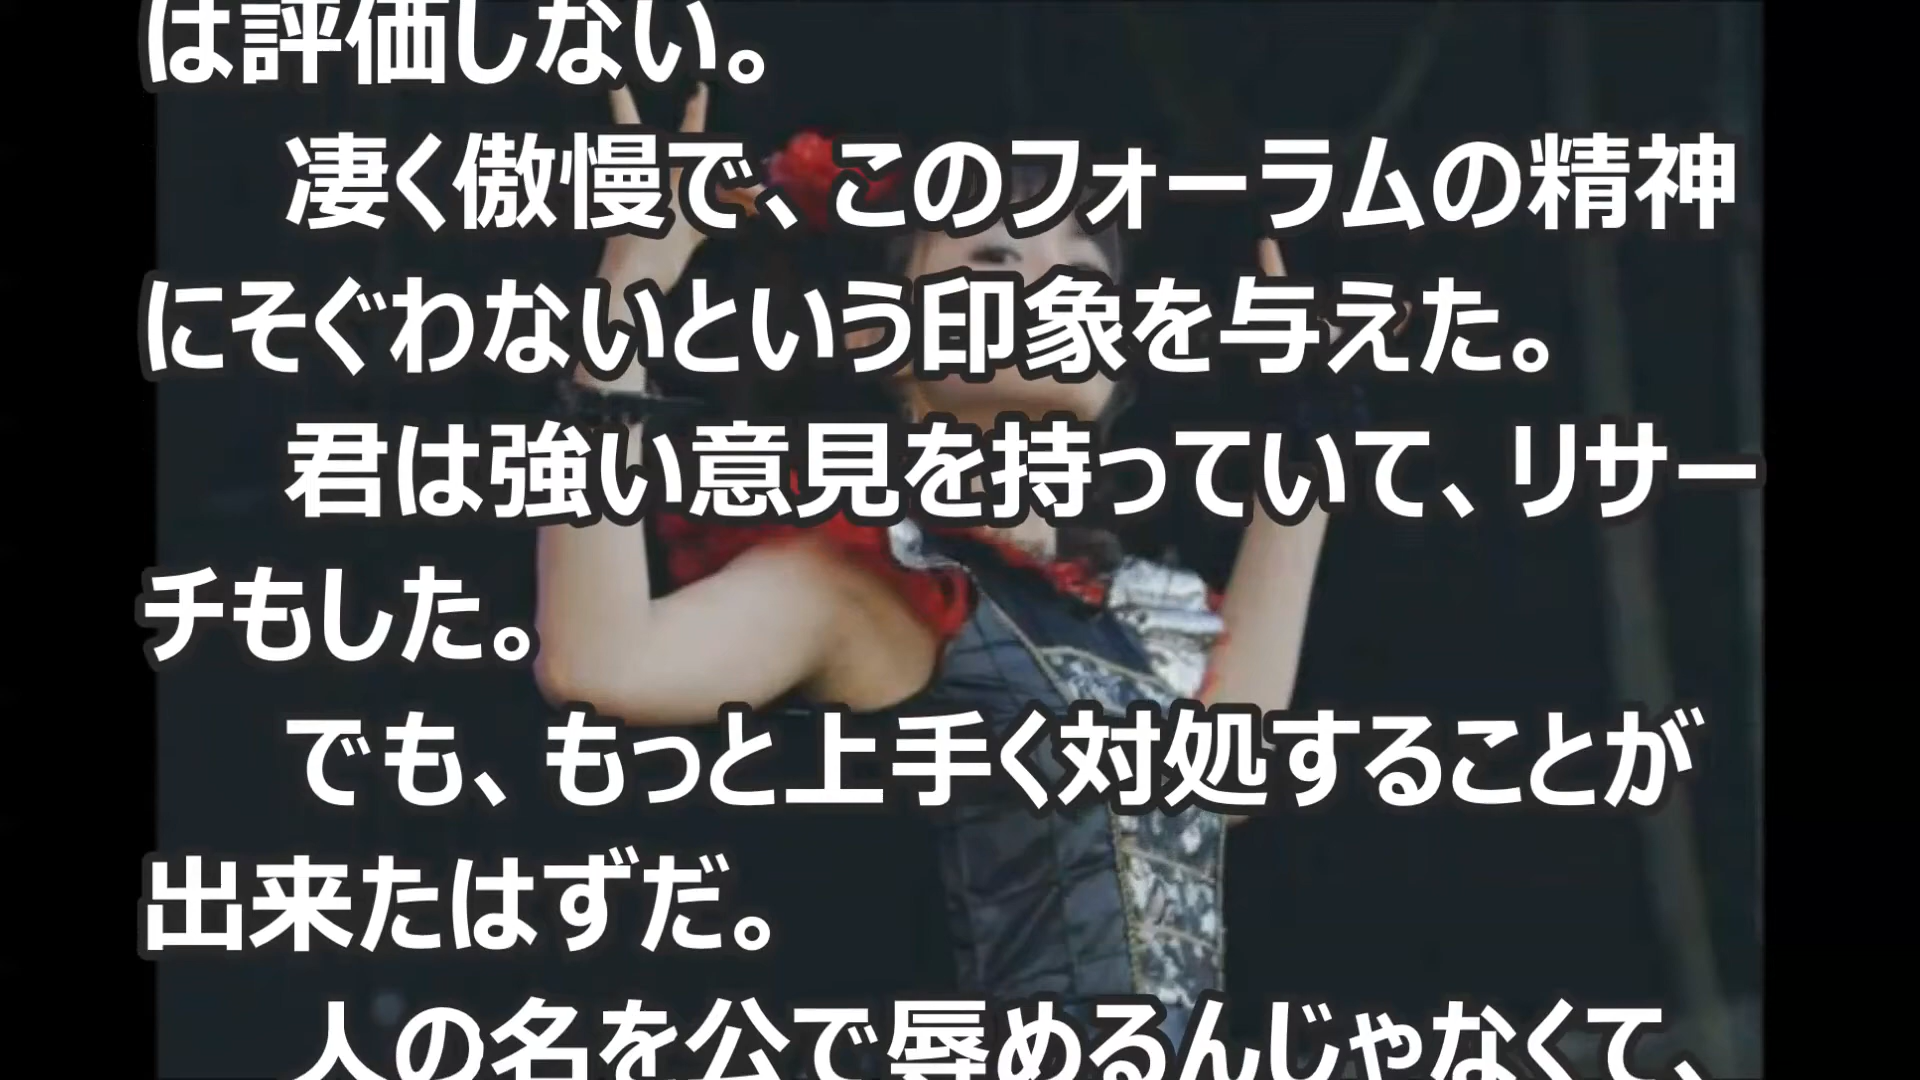 は評価しない。
凄く傲慢で、このフォーラムの精神
にそぐわないという印象を与えた。
君は強い意見を持っていて、リサー
チもした。
でも、もっと上手く対処することが
出来たはずだ。
人の名を公で辱めるんじゃなくて、